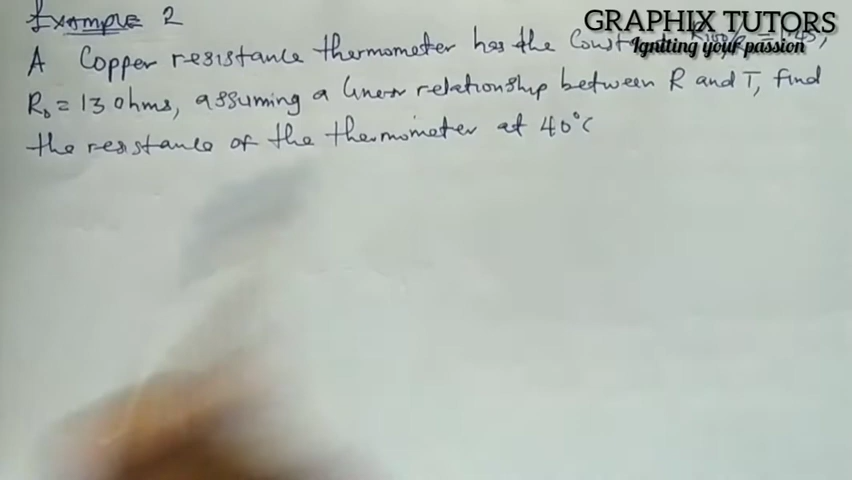 Example 2
GRAPHIX TUTORS
A Copper resistance thermometer has the Constant
Igniting your passion
R₀ = 13 ohms, assuming a linear relationship between R and T, find
the resistance of the thermometer at 40°C